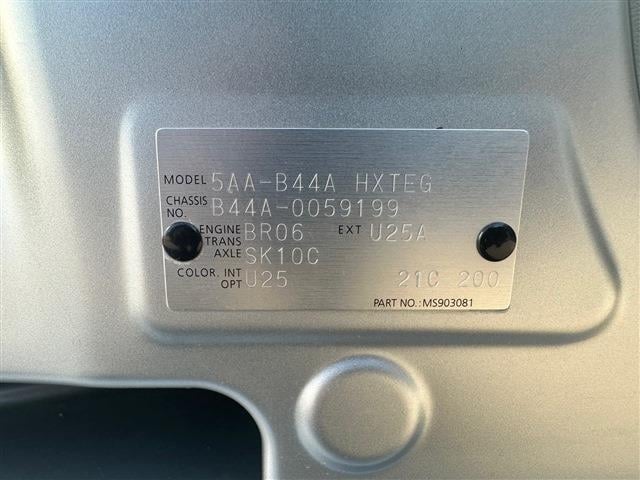 MODEL 5AA-B44A HXTEG
CHASSIS NO. B44A-0059199
ENGINE BR06 EXT U25A
TRANS AXLE SK10C
COLOR. INT OPT U25 21C 200
PART NO.: MS903081